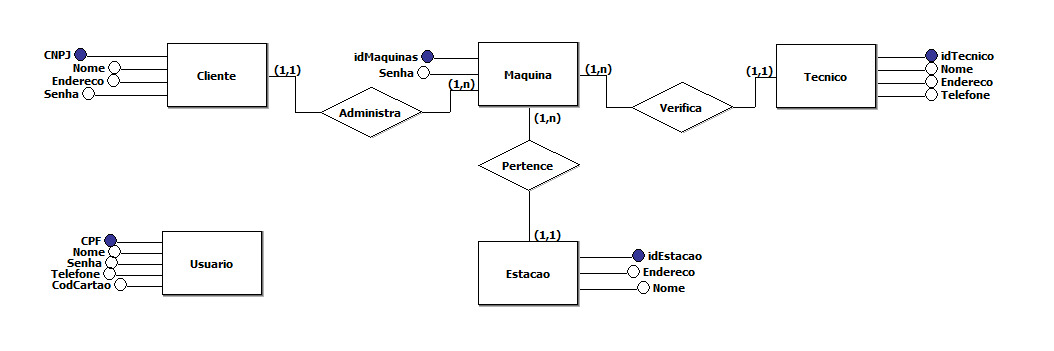 CNPJ
Nome
Endereco
Senha
Cliente
(1,1)
Administra
(1,n)
idMaquinas
Senha
Maquina
(1,n)
Verifica
(1,1)
Tecnico
idTecnico
Nome
Endereco
Telefone
(1,n)
Pertence
(1,1)
Estacao
idEstacao
Endereco
Nome
CPF
Nome
Senha
Telefone
CodCartao
Usuario